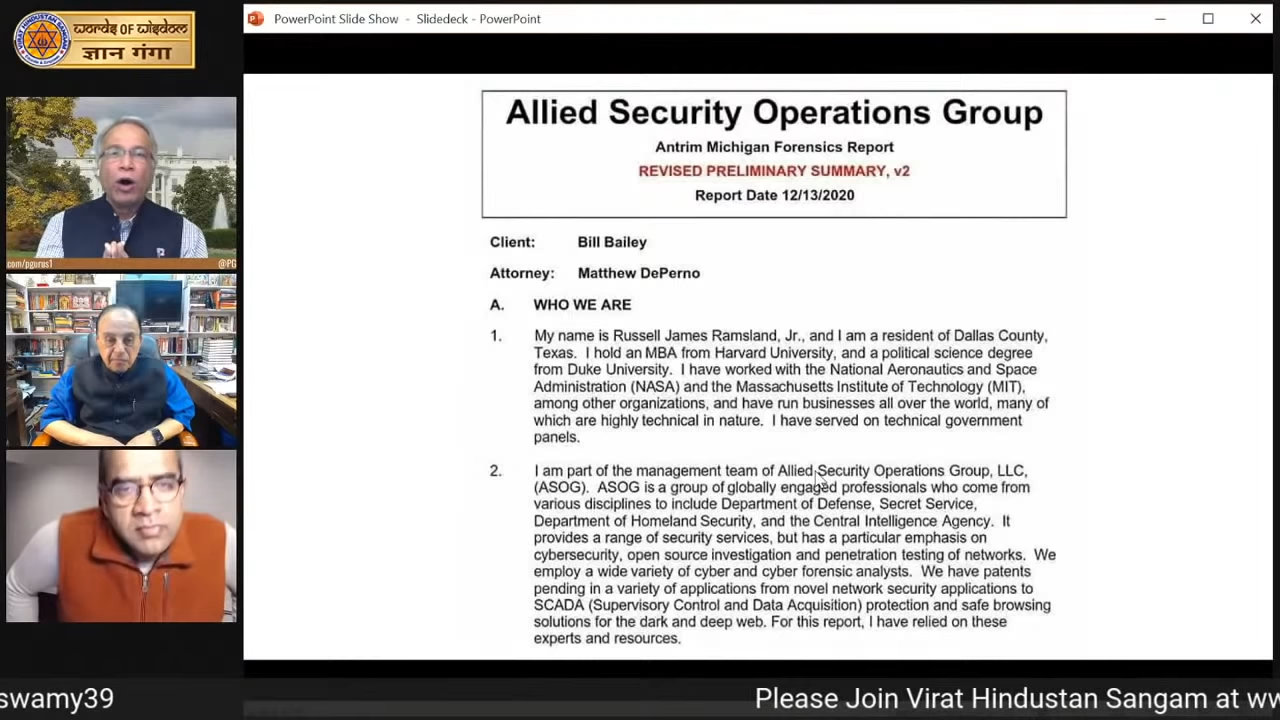 PowerPoint Slide Show - Slidedeck - PowerPoint
VIRAT HINDUSTAN SANGAM
WORDS OF WISDOM
ज्ञान गंगा
Allied Security Operations Group
Antrim Michigan Forensics Report
REVISED PRELIMINARY SUMMARY, v2
Report Date 12/13/2020
Client: Bill Bailey
Attorney: Matthew DePerno
A. WHO WE ARE
1. My name is Russell James Ramsland, Jr., and I am a resident of Dallas County,
Texas. I hold an MBA from Harvard University, and a political science degree
from Duke University. I have worked with the National Aeronautics and Space
Administration (NASA) and the Massachusetts Institute of Technology (MIT),
among other organizations, and have run businesses all over the world, many of
which are highly technical in nature. I have served on technical government
panels.
2. I am part of the management team of Allied Security Operations Group, LLC,
(ASOG). ASOG is a group of globally engaged professionals who come from
various disciplines to include Department of Defense, Secret Service,
Department of Homeland Security, and the Central Intelligence Agency. It
provides a range of security services, but has a particular emphasis on
cybersecurity, open source investigation and penetration testing of networks. We
employ a wide variety of cyber and cyber forensic analysts. We have patents
pending in a variety of applications from novel network security applications to
SCADA (Supervisory Control and Data Acquisition) protection and safe browsing
solutions for the dark and deep web. For this report, I have relied on these
experts and resources.
com/pgurus1 @PG
swamy39 Please Join Virat Hindustan Sangam at ww